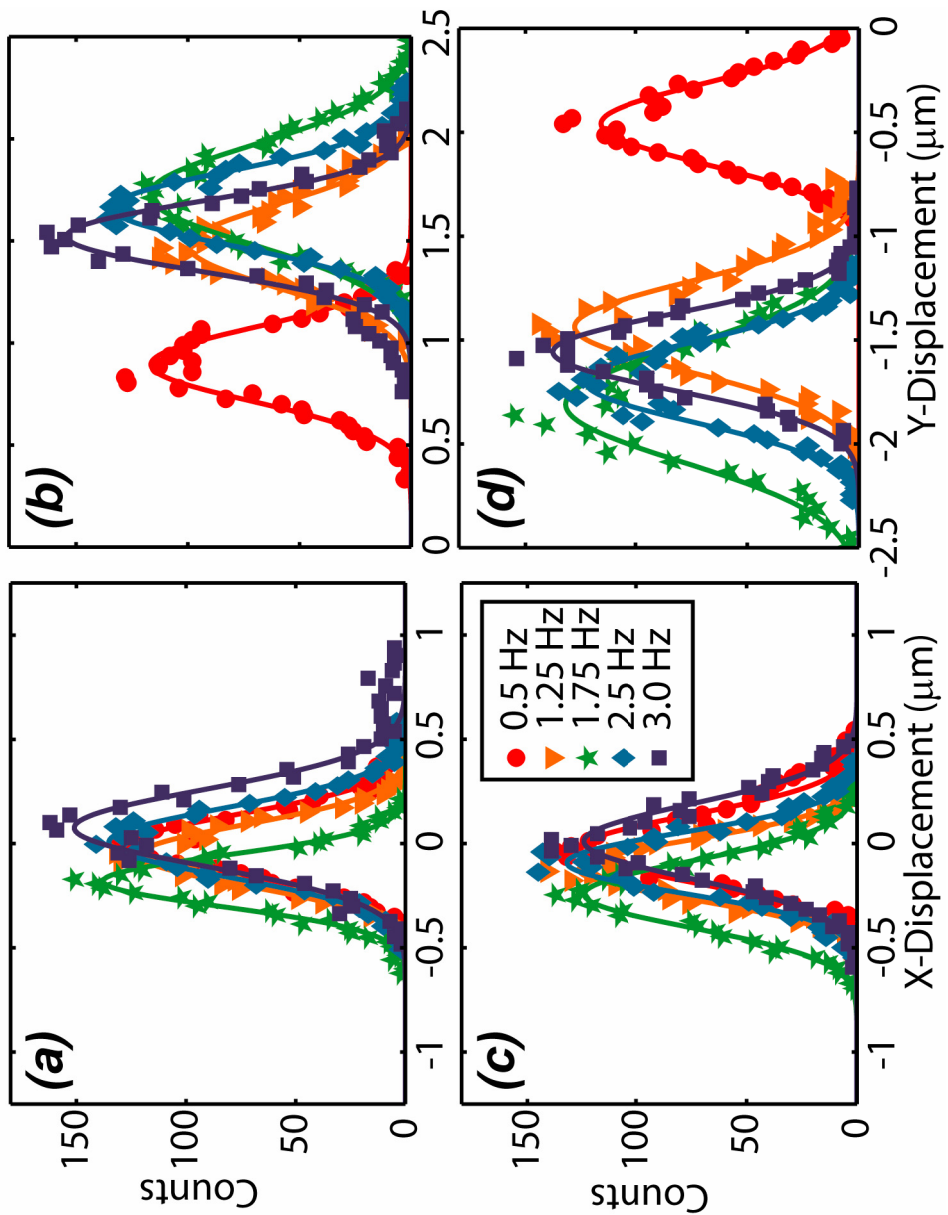 (a)
Counts
150
100
50
0
-1
-0.5
0
0.5
1
(b)
0
0.5
1
1.5
2
2.5
(c)
Counts
150
100
50
0
-1
-0.5
0
0.5
1
X-Displacement (μm)
0.5 Hz
1.25 Hz
1.75 Hz
2.5 Hz
3.0 Hz
(d)
-2.5
-2
-1.5
-1
-0.5
0
Y-Displacement (μm)